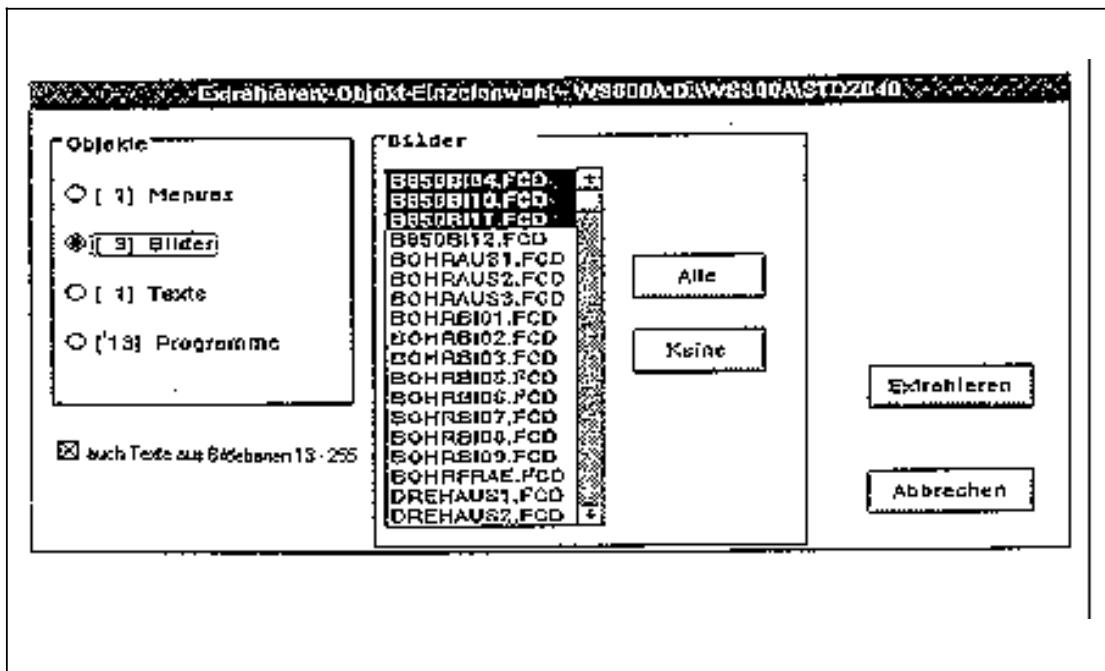 Extrahieren - Objekt-Einzelanwahl -
Objekte
[ 1] Menues
[ 3] Bilder
[ 1] Texte
[ 13] Programme
auch Texte aus Bildebenen 13 - 255
Bilder
B850BI04.FCD
B850BI10.FCD
B850BI11.FCD
B850BI12.FCD
BOHRAUS1.FCD
BOHRAUS2.FCD
BOHRAUS3.FCD
BOHRBI01.FCD
BOHRBI02.FCD
BOHRBI03.FCD
BOHRBI05.FCD
BOHRBI06.FCD
BOHRBI07.FCD
BOHRBI08.FCD
BOHRBI09.FCD
BOHRFRAE.FCD
DREHAUS1.FCD
DREHAUS2.FCD
Alle
Keine
Extrahieren
Abbrechen